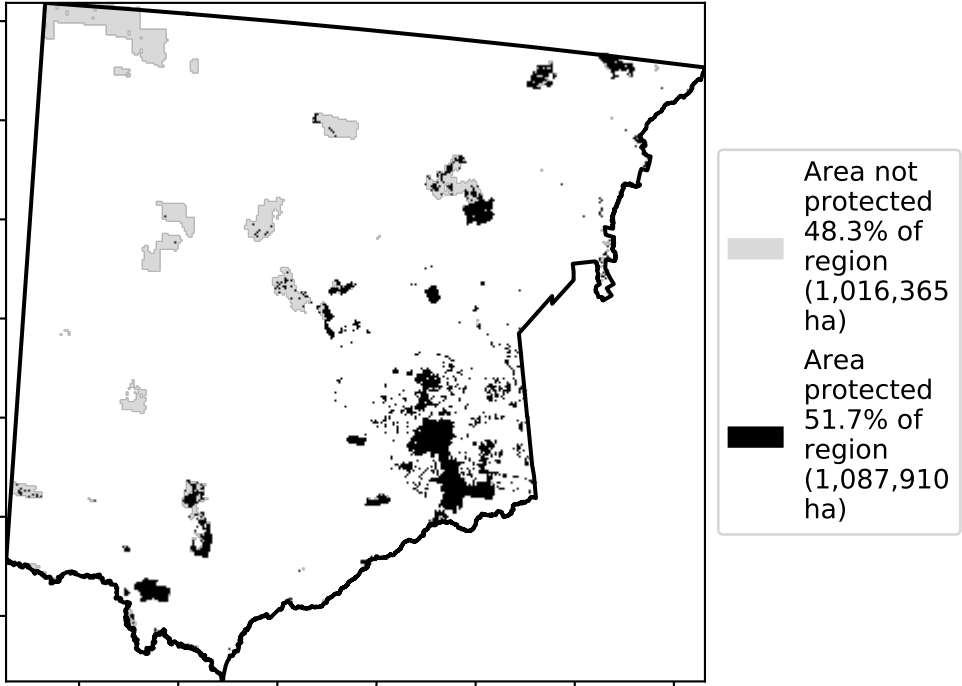 Area not
protected
48.3% of
region
(1,016,365
ha)
Area
protected
51.7% of
region
(1,087,910
ha)